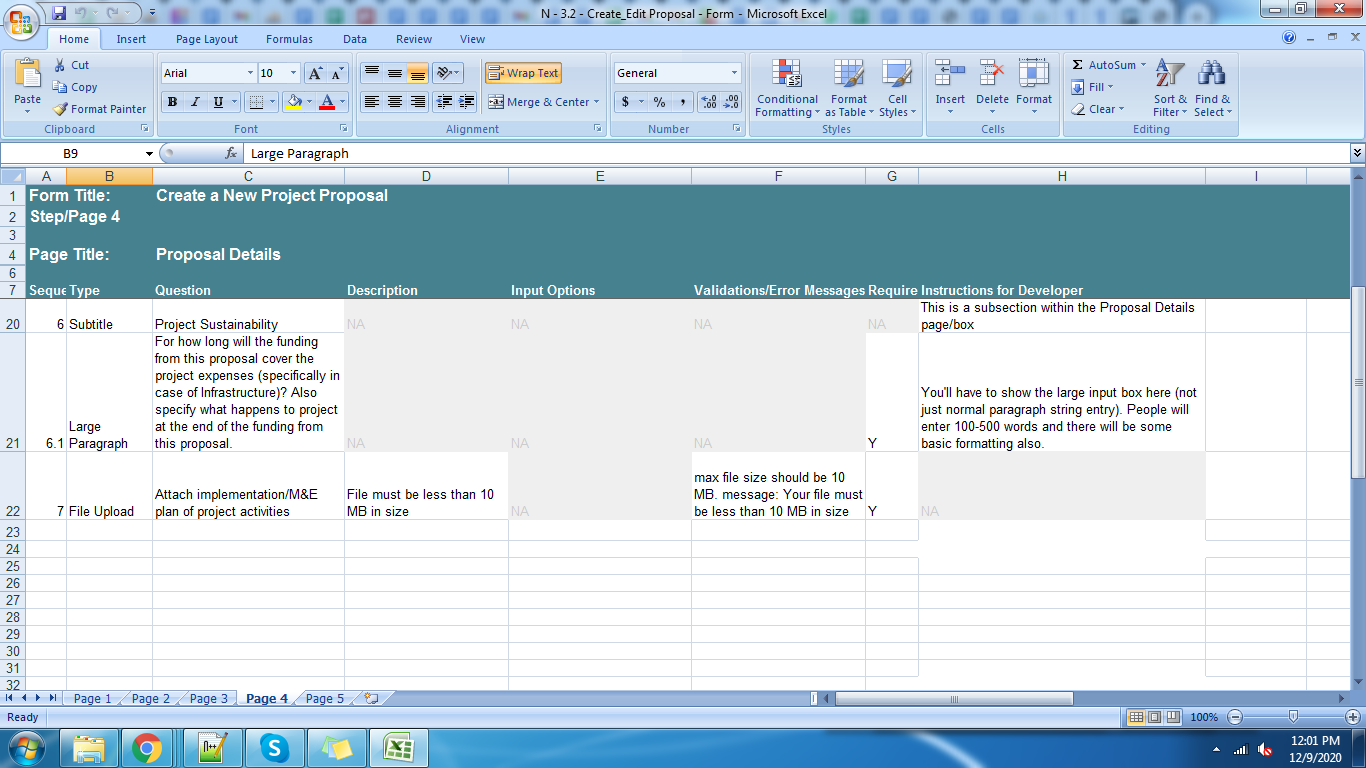 N - 3.2 - Create_Edit Proposal - Form - Microsoft Excel
Home Insert Page Layout Formulas Data Review View
Paste
Cut
Copy
Format Painter
Clipboard
Arial 10
B I U
Font
Wrap Text
Merge & Center
Alignment
General
$ % ,
Number
Conditional Formatting
Format as Table
Cell Styles
Styles
Insert Delete Format
Cells
Σ AutoSum
Fill
Clear
Sort & Filter
Find & Select
Editing
B9 fx Large Paragraph
A B C D E F G H I
1 Form Title: Create a New Project Proposal
2 Step/Page 4
3
4 Page Title: Proposal Details
6
7 Seque Type Question Description Input Options Validations/Error Messages Require Instructions for Developer
20 6 Subtitle Project Sustainability NA NA NA NA
This is a subsection within the Proposal Details
page/box
21 6.1
Large
Paragraph
For how long will the funding
from this proposal cover the
project expenses (specifically in
case of Infrastructure)? Also
specify what happens to project
at the end of the funding from
this proposal.
NA NA NA Y
You'll have to show the large input box here (not
just normal paragraph string entry). People will
enter 100-500 words and there will be some
basic formatting also.
22 7 File Upload
Attach implementation/M&E
plan of project activities
File must be less than 10
MB in size
NA
max file size should be 10
MB. message: Your file must
be less than 10 MB in size
Y NA
23
24
25
26
27
28
29
30
31
32
Page 1 Page 2 Page 3 Page 4 Page 5
Ready 100%
12:01 PM
12/9/2020